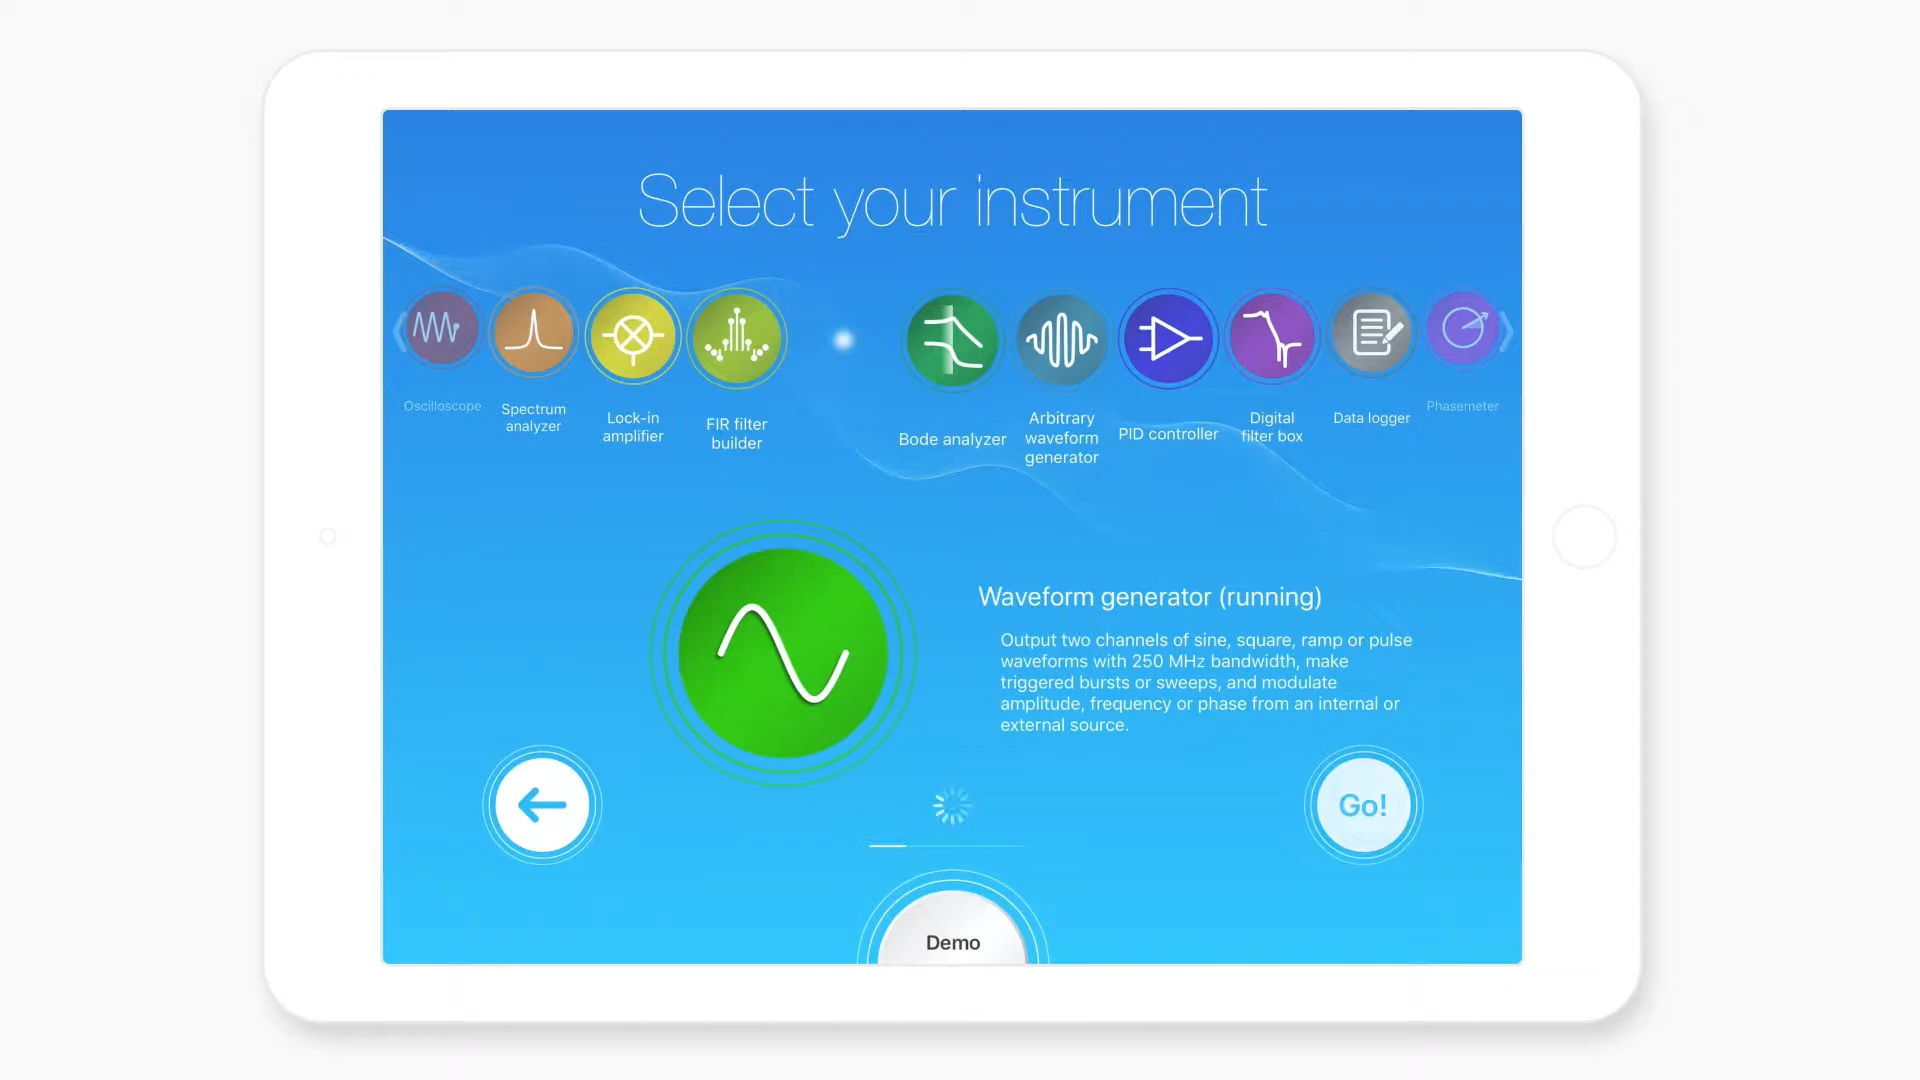 Select your instrument
Oscilloscope
Spectrum
analyzer
Lock-in
amplifier
FIR filter
builder
Bode analyzer
Arbitrary
waveform
generator
PID controller
Digital
filter box
Data logger
Phasemeter
Waveform generator (running)
Output two channels of sine, square, ramp or pulse
waveforms with 250 MHz bandwidth, make
triggered bursts or sweeps, and modulate
amplitude, frequency or phase from an internal or
external source.
Go!
Demo